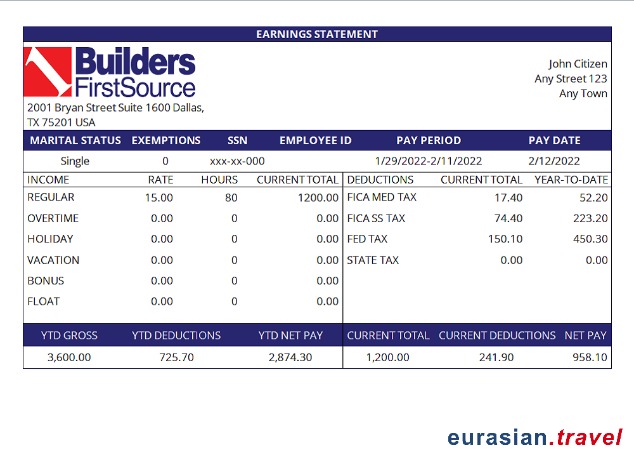 EARNINGS STATEMENT
Builders
FirstSource
2001 Bryan Street Suite 1600 Dallas,
TX 75201 USA
John Citizen
Any Street 123
Any Town
MARITAL STATUS EXEMPTIONS SSN EMPLOYEE ID PAY PERIOD PAY DATE
Single 0 xxx-xx-000 1/29/2022-2/11/2022 2/12/2022
INCOME RATE HOURS CURRENT TOTAL DEDUCTIONS CURRENT TOTAL YEAR-TO-DATE
REGULAR 15.00 80 1200.00 FICA MED TAX 17.40 52.20
OVERTIME 0.00 0 0.00 FICA SS TAX 74.40 223.20
HOLIDAY 0.00 0 0.00 FED TAX 150.10 450.30
VACATION 0.00 0 0.00 STATE TAX 0.00 0.00
BONUS 0.00 0 0.00
FLOAT 0.00 0 0.00
YTD GROSS YTD DEDUCTIONS YTD NET PAY CURRENT TOTAL CURRENT DEDUCTIONS NET PAY
3,600.00 725.70 2,874.30 1,200.00 241.90 958.10
eurasian.travel